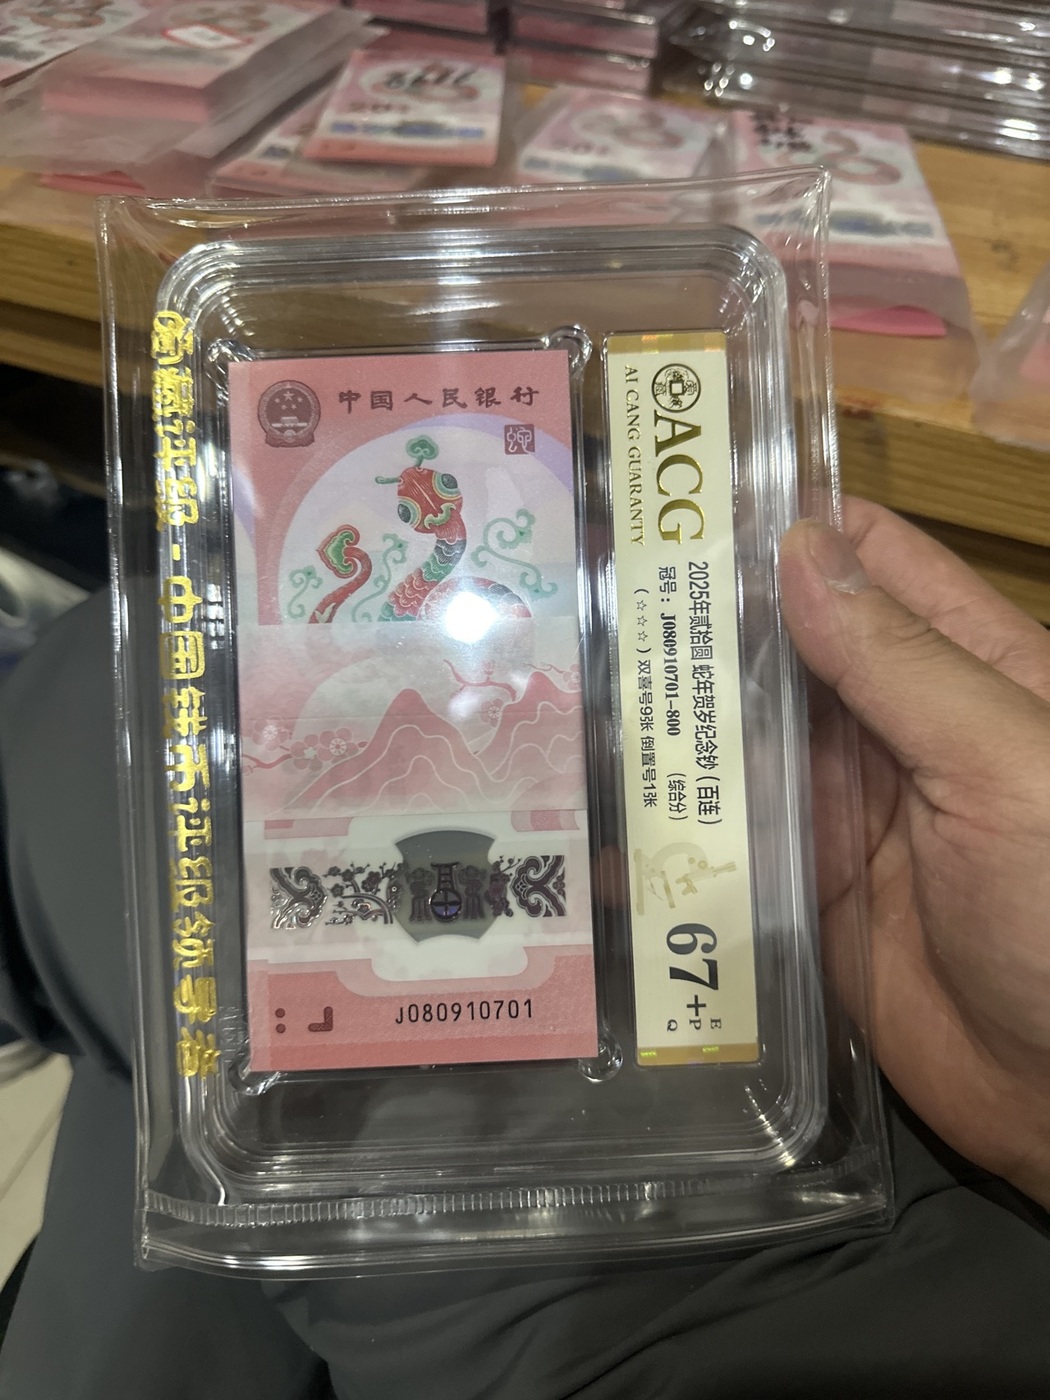 中国人民银行
J080910701
ACG
AI CANG GUARANTY
2025年贰拾圆 蛇年贺岁纪念钞(百连)
冠号: J080910701-800 (综合分)
(☆☆☆) 双喜号9张 倒置号1张
67+
E
P
Q
爱藏评级-中国钱币评级领导者